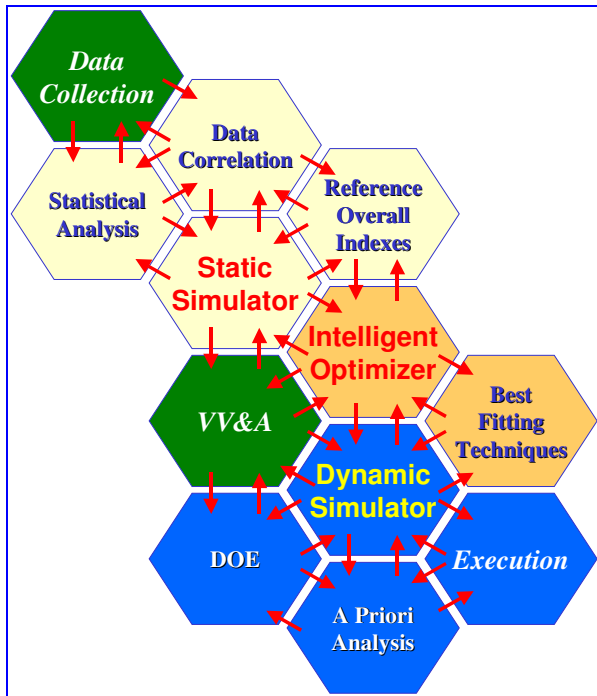 Data
Collection
Data
Correlation
Statistical
Analysis
Reference
Overall
Indexes
Static
Simulator
Intelligent
Optimizer
VV&A
Best
Fitting
Techniques
Dynamic
Simulator
DOE
Execution
A Priori
Analysis